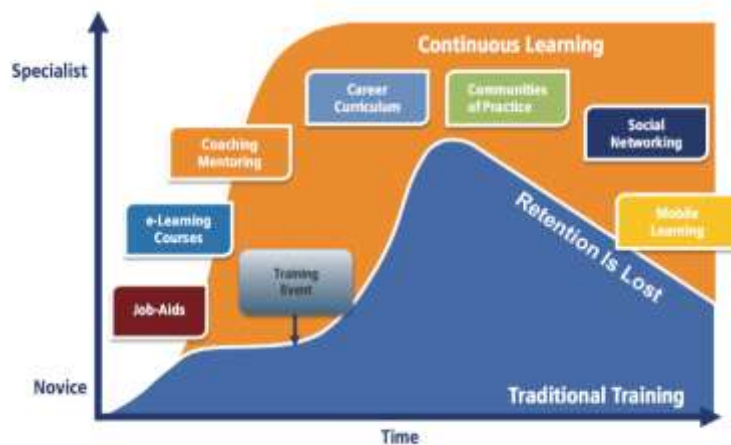 Continuous Learning
Specialist
Career
Curriculum
Communities
of Practice
Social
Networking
Coaching
Mentoring
e-Learning
Courses
Mobile
Learning
Retention Is Lost
Training
Event
Job-Aids
Novice
Traditional Training
Time